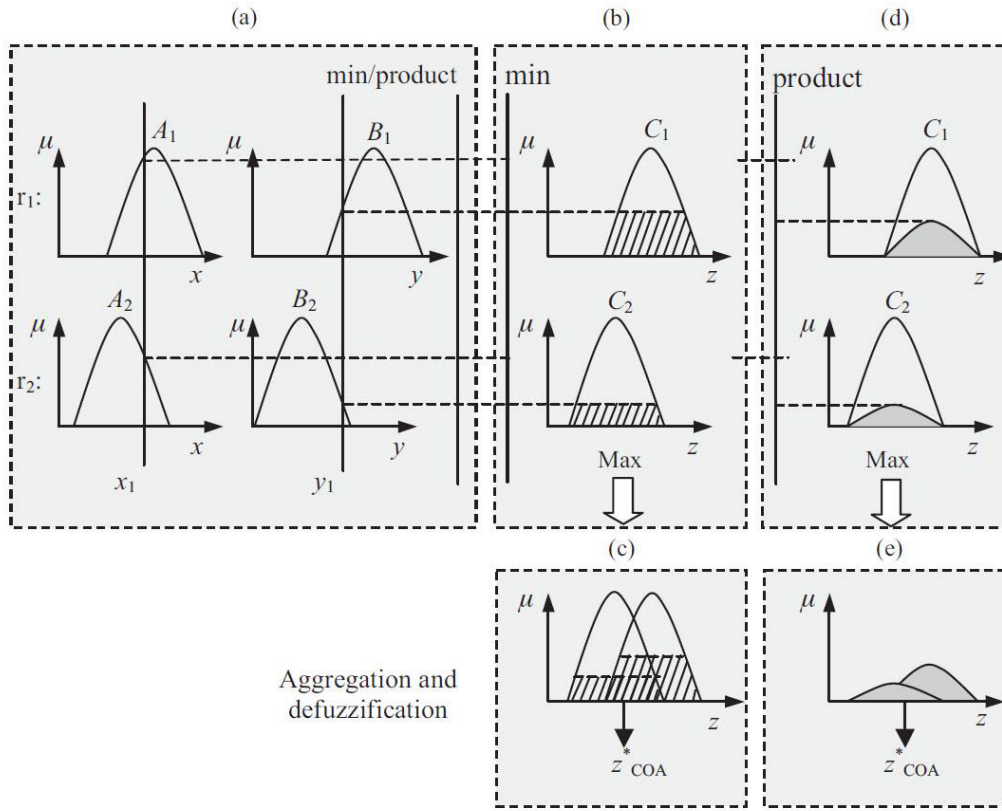 (a)
(b)
(d)
min/product
min
product
μ
A1
μ
B1
C1
μ
C1
r1:
x
y
z
z
μ
A2
μ
B2
μ
C2
μ
C2
r2:
x
y
z
z
x1
y1
Max
Max
(c)
(e)
μ
μ
Aggregation and
defuzzification
z
z
z*COA
z*COA